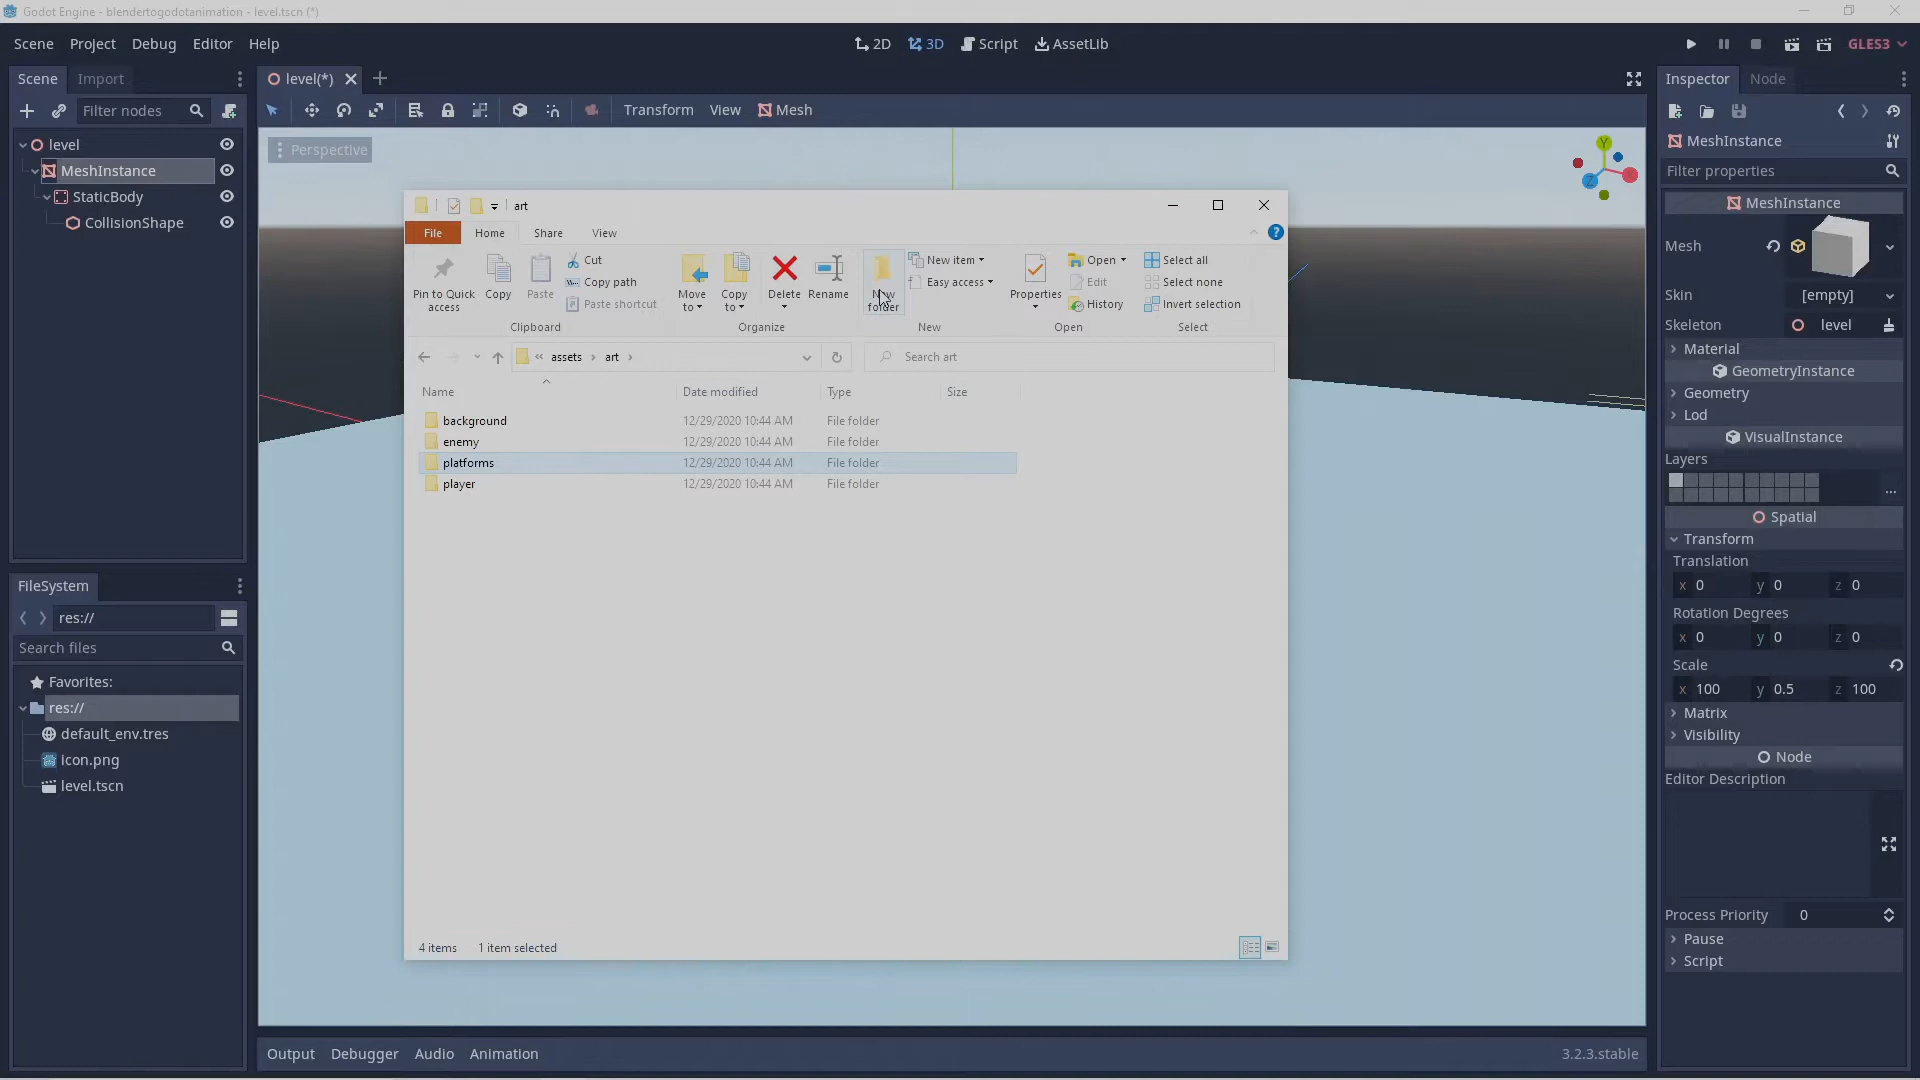 Godot Engine - blendertogodotanimation - level.tscn (*)
Scene Project Debug Editor Help
2D 3D Script AssetLib
GLES3
Scene Import
level(*)
Inspector Node
Filter nodes
Transform View Mesh
level
MeshInstance
StaticBody
CollisionShape
Perspective
art
File Home Share View
Pin to Quick access
Copy
Paste
Cut
Copy path
Paste shortcut
Clipboard
Move to
Copy to
Delete
Rename
Organize
New folder
New item
Easy access
New
Properties
Open
Edit
History
Open
Select all
Select none
Invert selection
Select
« assets › art ›
Search art
Name Date modified Type Size
background 12/29/2020 10:44 AM File folder
enemy 12/29/2020 10:44 AM File folder
platforms 12/29/2020 10:44 AM File folder
player 12/29/2020 10:44 AM File folder
4 items 1 item selected
FileSystem
res://
Search files
Favorites:
res://
default_env.tres
icon.png
level.tscn
MeshInstance
Filter properties
MeshInstance
Mesh
Skin [empty]
Skeleton level
Material
GeometryInstance
Geometry
Lod
VisualInstance
Layers
...
Spatial
Transform
Translation
x 0 y 0 z 0
Rotation Degrees
x 0 y 0 z 0
Scale
x 100 y 0.5 z 100
Matrix
Visibility
Node
Editor Description
Process Priority 0
Pause
Script
Output Debugger Audio Animation
3.2.3.stable